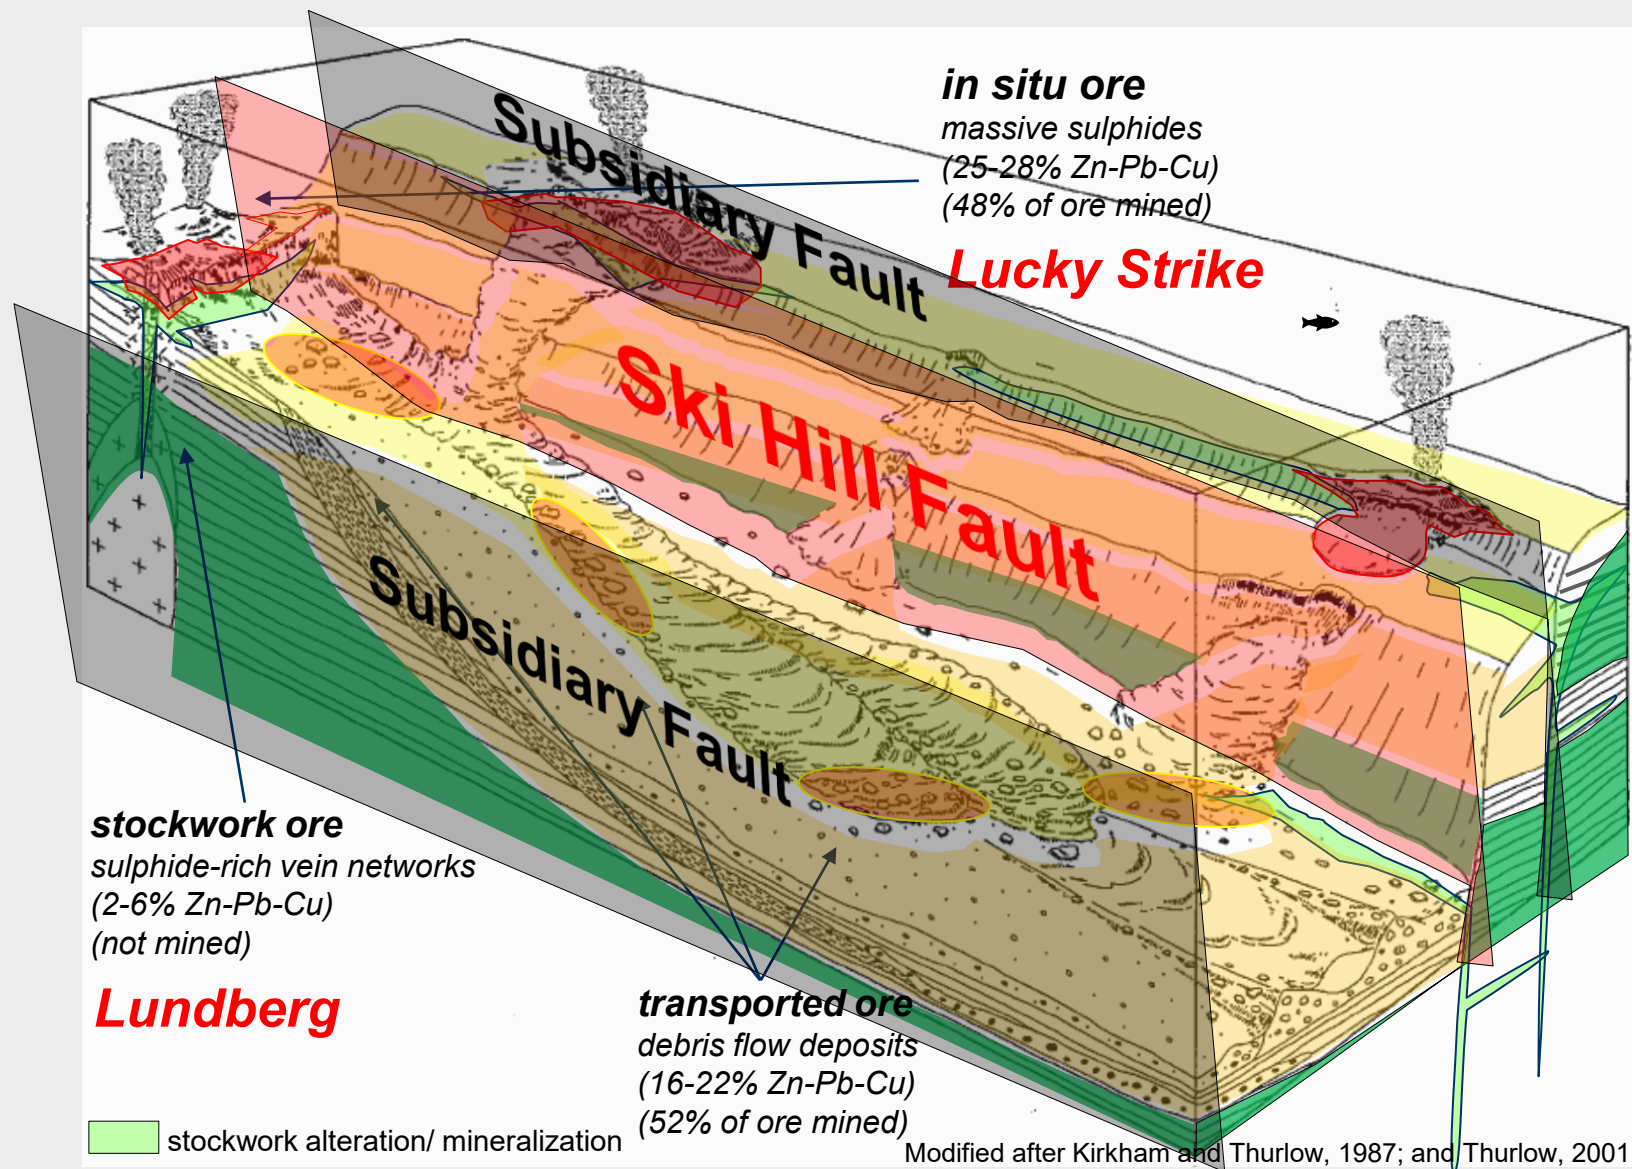 in situ ore
massive sulphides
(25-28% Zn-Pb-Cu)
(48% of ore mined)
Lucky Strike
Subsidiary Fault
Ski Hill Fault
Subsidiary Fault
stockwork ore
sulphide-rich vein networks
(2-6% Zn-Pb-Cu)
(not mined)
Lundberg
transported ore
debris flow deposits
(16-22% Zn-Pb-Cu)
(52% of ore mined)
stockwork alteration/ mineralization
Modified after Kirkham and Thurlow, 1987; and Thurlow, 2001